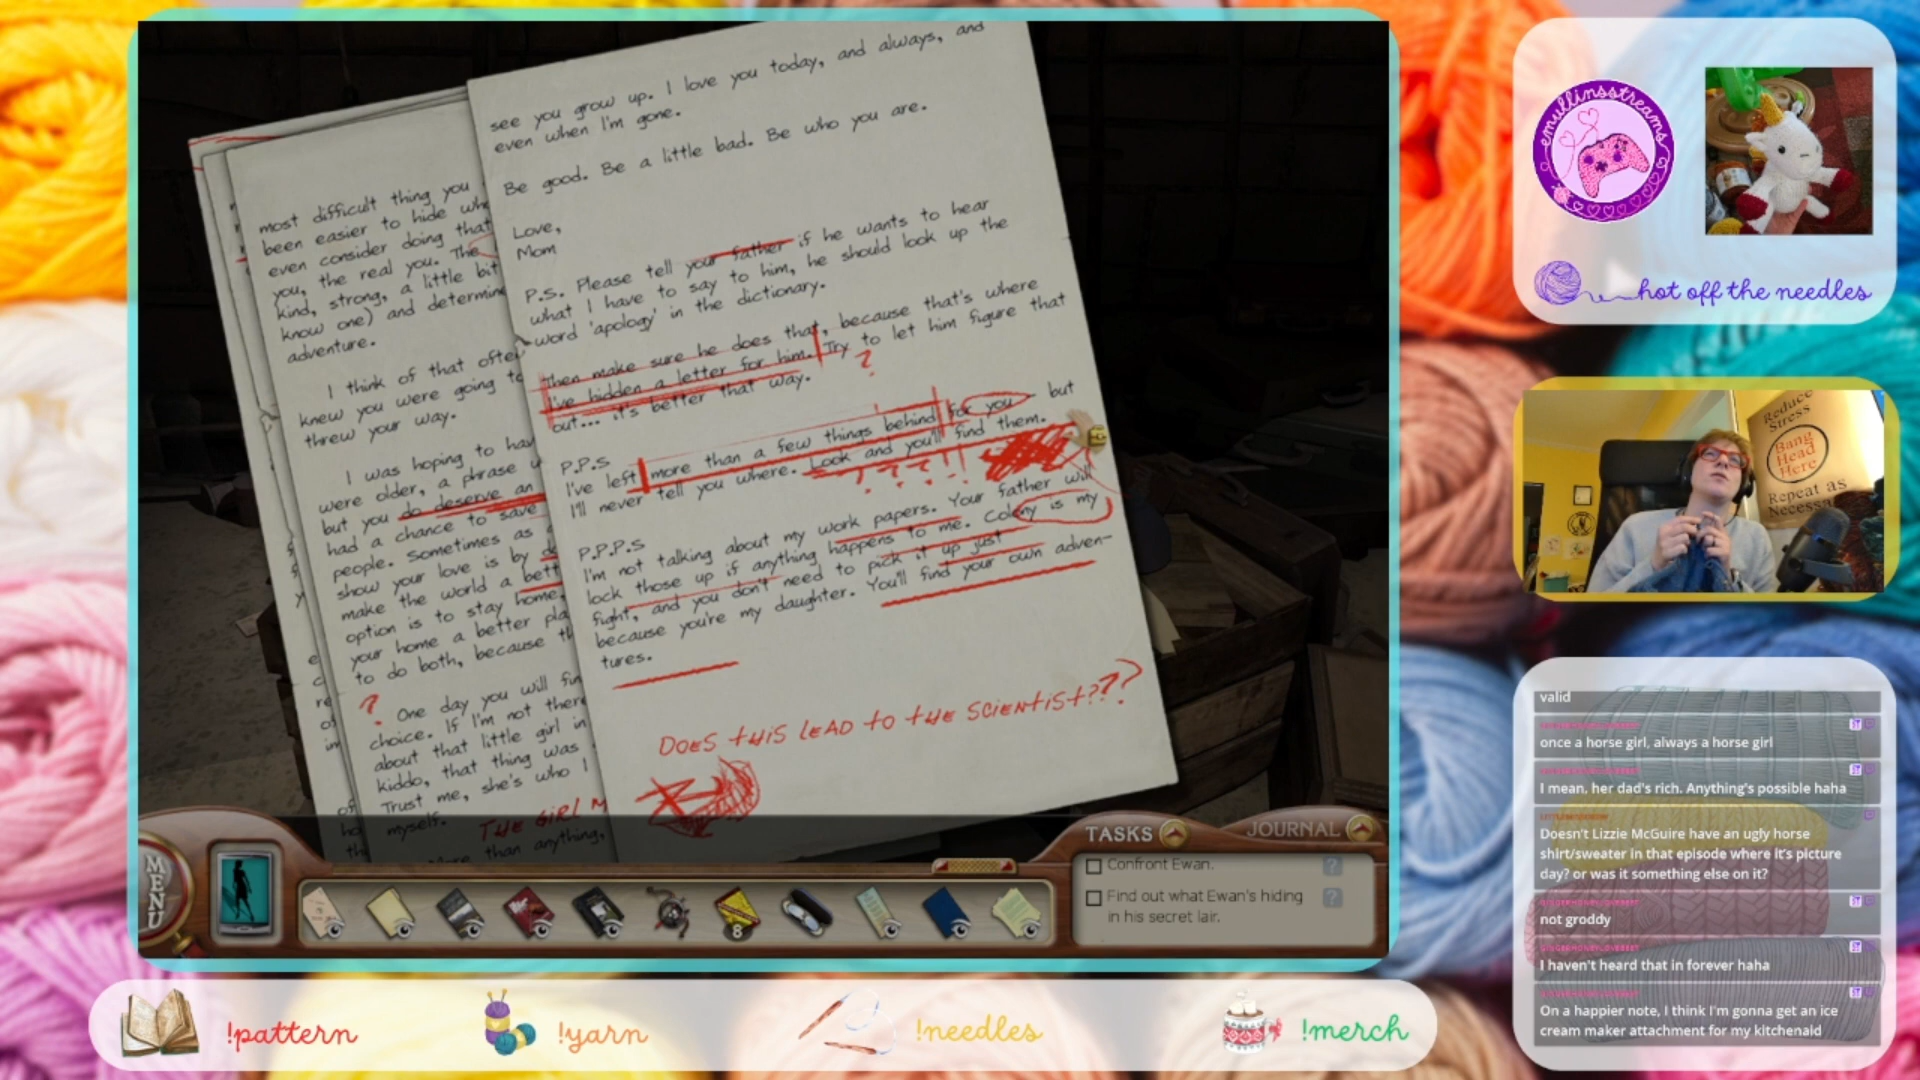 most difficult thing you
been easier to hide
even consider doing that
you, the real you. The
kind, strong, a little bit
know one) and determine
adventure.
I think of that often
knew you were going to
threw your way.
I was hoping to hav
were older, a phrase
but you do deserve an
had a chance to save
people. Sometimes as
show your love is by
make the world a bett
option is to stay home,
your home a better pla
to do both, because
?
One day you will fin
choice. If I'm not there
about that little girl in
kiddo, that thing was
Trust me, she's who I
myself.
THE GIRL
than anything,
see you grow up. I love you today, and always, and
even when I'm gone.
Be good. Be a little bad. Be who you are.
Love,
Mom
P.S. Please tell your father if he wants to hear
what I have to say to him, he should look up the
word 'apology' in the dictionary.
Then make sure he does that, because that's where
I've hidden a letter for him. Try to let him figure that
out... it's better that way.
?
P.P.S
I've left more than a few things behind for you - but
I'll never tell you where. Look and you'll find them.
????!!
P.P.P.S
I'm not talking about my work papers. Your father will
lock those up if anything happens to me. Colony is my
fight, and you don't need to pick it up just
because you're my daughter. You'll find your own adven-
tures.
DOES THIS LEAD TO THE SCIENTIST???
MENU
8
TASKS
JOURNAL
Confront Ewan.
?
Find out what Ewan's hiding
in his secret lair.
?
emullinsstreams
hot off the needles
Reduce
Stress
Bang
Head
Here
Repeat as
Necessary
valid
once a horse girl, always a horse girl
I mean, her dad's rich. Anything's possible haha
Doesn't Lizzie McGuire have an ugly horse
shirt/sweater in that episode where it's picture
day? or was it something else on it?
not groddy
I haven't heard that in forever haha
On a happier note, I think I'm gonna get an ice
cream maker attachment for my kitchenaid
!pattern
!yarn
!needles
!merch